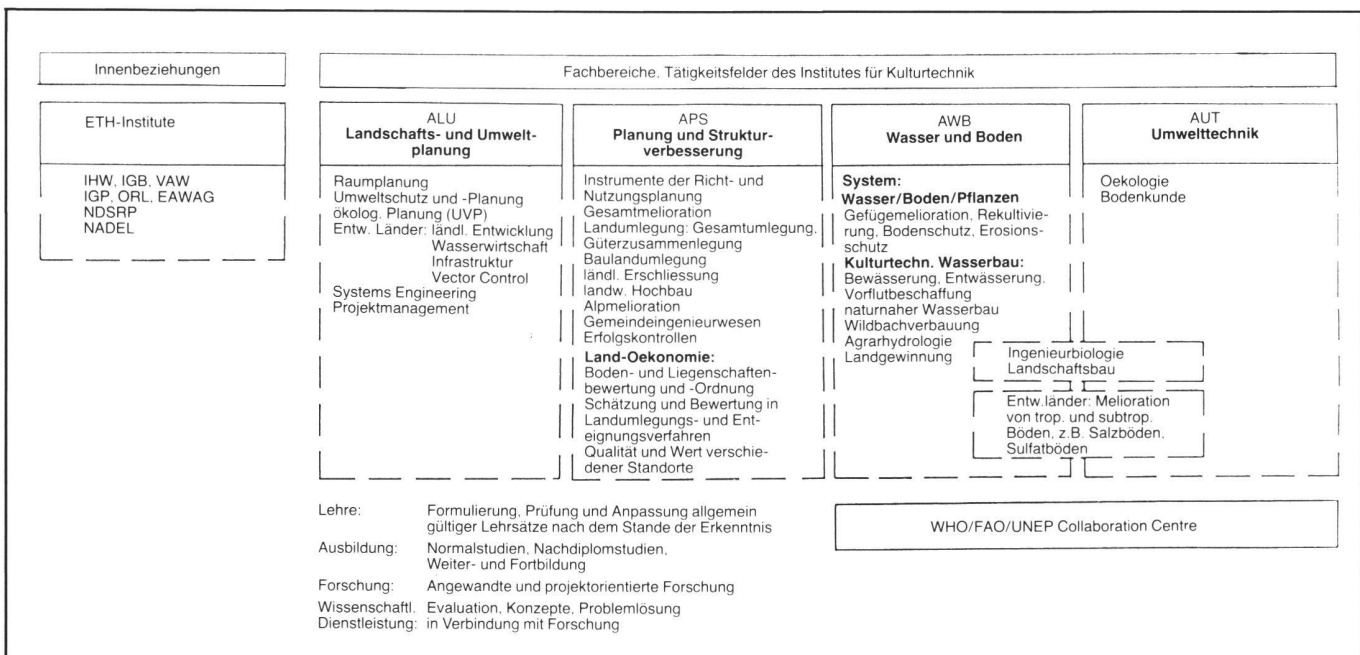 Innenbeziehungen
Fachbereiche, Tätigkeitsfelder des Institutes für Kulturtechnik
ETH-Institute
IHW, IGB, VAW
IGP, ORL, EAWAG
NDSRP
NADEL
ALU
Landschafts- und Umwelt-
planung
Raumplanung
Umweltschutz und -Planung
ökolog. Planung (UVP)
Entw. Länder: ländl. Entwicklung
Wasserwirtschaft
Infrastruktur
Vector Control
Systems Engineering
Projektmanagement
APS
Planung und Struktur-
verbesserung
Instrumente der Richt- und
Nutzungsplanung
Gesamtmelioration
Landumlegung: Gesamtumlegung,
Güterzusammenlegung
Baulandumlegung
ländl. Erschliessung
landw. Hochbau
Alpmelioration
Gemeindeingenieurwesen
Erfolgskontrollen
Land-Oekonomie:
Boden- und Liegenschaften-
bewertung und -Ordnung
Schätzung und Bewertung in
Landumlegungs- und Ent-
eignungsverfahren
Qualität und Wert verschie-
dener Standorte
AWB
Wasser und Boden
System:
Wasser/Boden/Pflanzen
Gefügemelioration, Rekultivie-
rung, Bodenschutz, Erosions-
schutz
Kulturtechn. Wasserbau:
Bewässerung, Entwässerung,
Vorflutbeschaffung
naturnaher Wasserbau
Wildbachverbauung
Agrarhydrologie
Landgewinnung
AUT
Umwelttechnik
Oekologie
Bodenkunde
Ingenieurbiologie
Landschaftsbau
Entw.länder: Melioration
von trop. und subtrop.
Böden, z.B. Salzböden,
Sulfatböden
WHO/FAO/UNEP Collaboration Centre
Lehre: Formulierung, Prüfung und Anpassung allgemein
gültiger Lehrsätze nach dem Stande der Erkenntnis
Ausbildung: Normalstudien, Nachdiplomstudien,
Weiter- und Fortbildung
Forschung: Angewandte und projektorientierte Forschung
Wissenschaftl. Evaluation, Konzepte, Problemlösung
Dienstleistung: in Verbindung mit Forschung